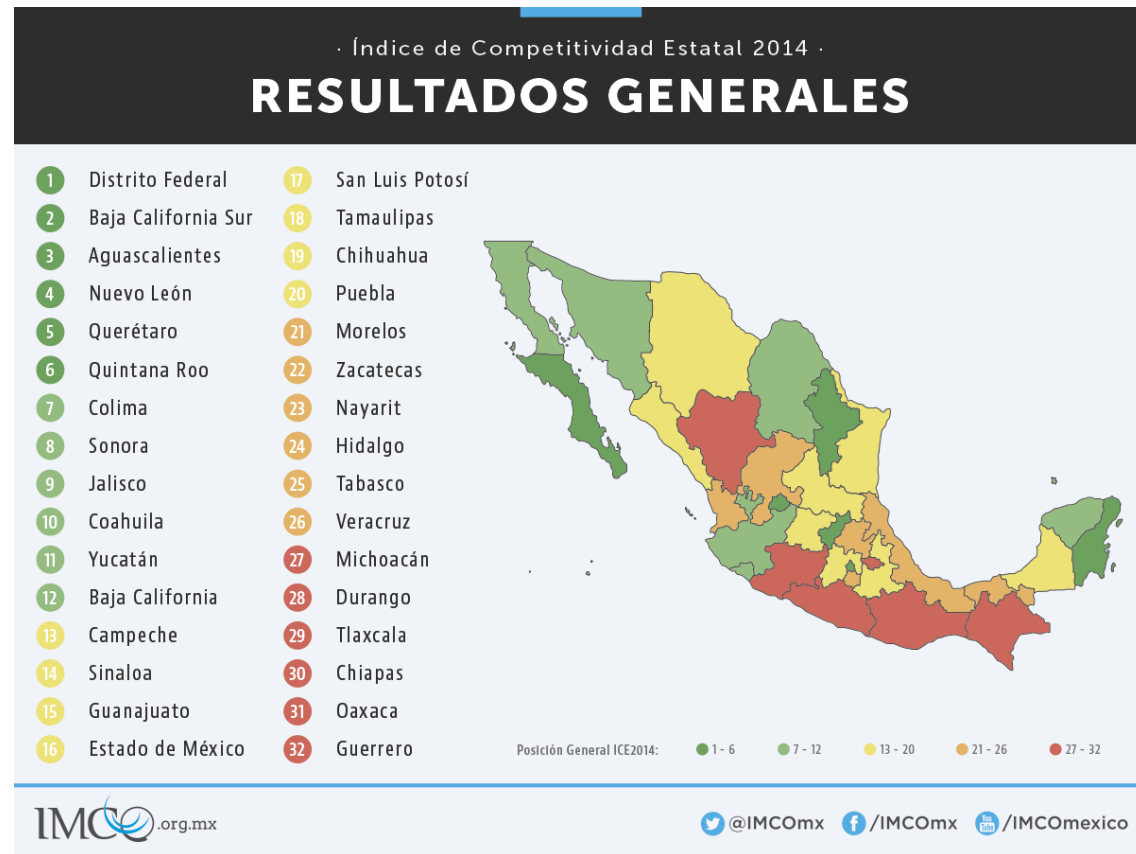 · Índice de Competitividad Estatal 2014 ·
RESULTADOS GENERALES
1 Distrito Federal
2 Baja California Sur
3 Aguascalientes
4 Nuevo León
5 Querétaro
6 Quintana Roo
7 Colima
8 Sonora
9 Jalisco
10 Coahuila
11 Yucatán
12 Baja California
13 Campeche
14 Sinaloa
15 Guanajuato
16 Estado de México
17 San Luis Potosí
18 Tamaulipas
19 Chihuahua
20 Puebla
21 Morelos
22 Zacatecas
23 Nayarit
24 Hidalgo
25 Tabasco
26 Veracruz
27 Michoacán
28 Durango
29 Tlaxcala
30 Chiapas
31 Oaxaca
32 Guerrero
Posición General ICE2014: 1 - 6 7 - 12 13 - 20 21 - 26 27 - 32
IMCO.org.mx
@IMCOmx /IMCOmx You Tube /IMCOmexico